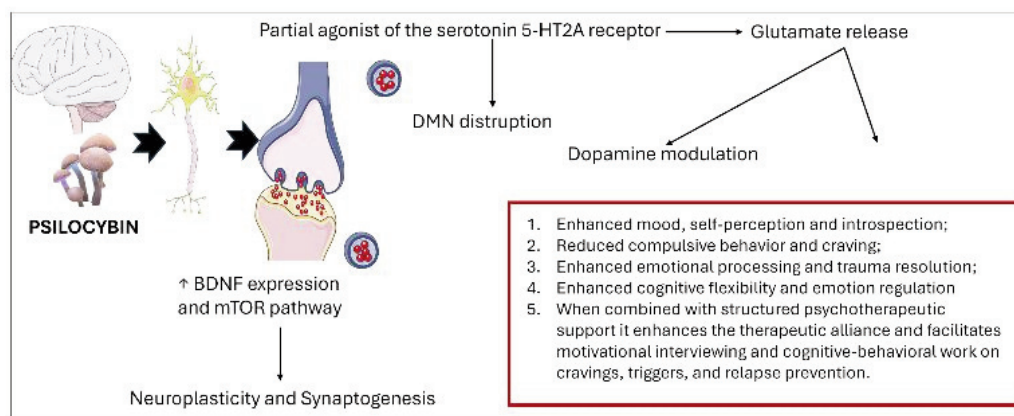 Partial agonist of the serotonin 5-HT2A receptor
Glutamate release
DMN distruption
Dopamine modulation
PSILOCYBIN
↑ BDNF expression
and mTOR pathway
Neuroplasticity and Synaptogenesis
1. Enhanced mood, self-perception and introspection;
2. Reduced compulsive behavior and craving;
3. Enhanced emotional processing and trauma resolution;
4. Enhanced cognitive flexibility and emotion regulation
5. When combined with structured psychotherapeutic
support it enhances the therapeutic alliance and facilitates
motivational interviewing and cognitive-behavioral work on
cravings, triggers, and relapse prevention.